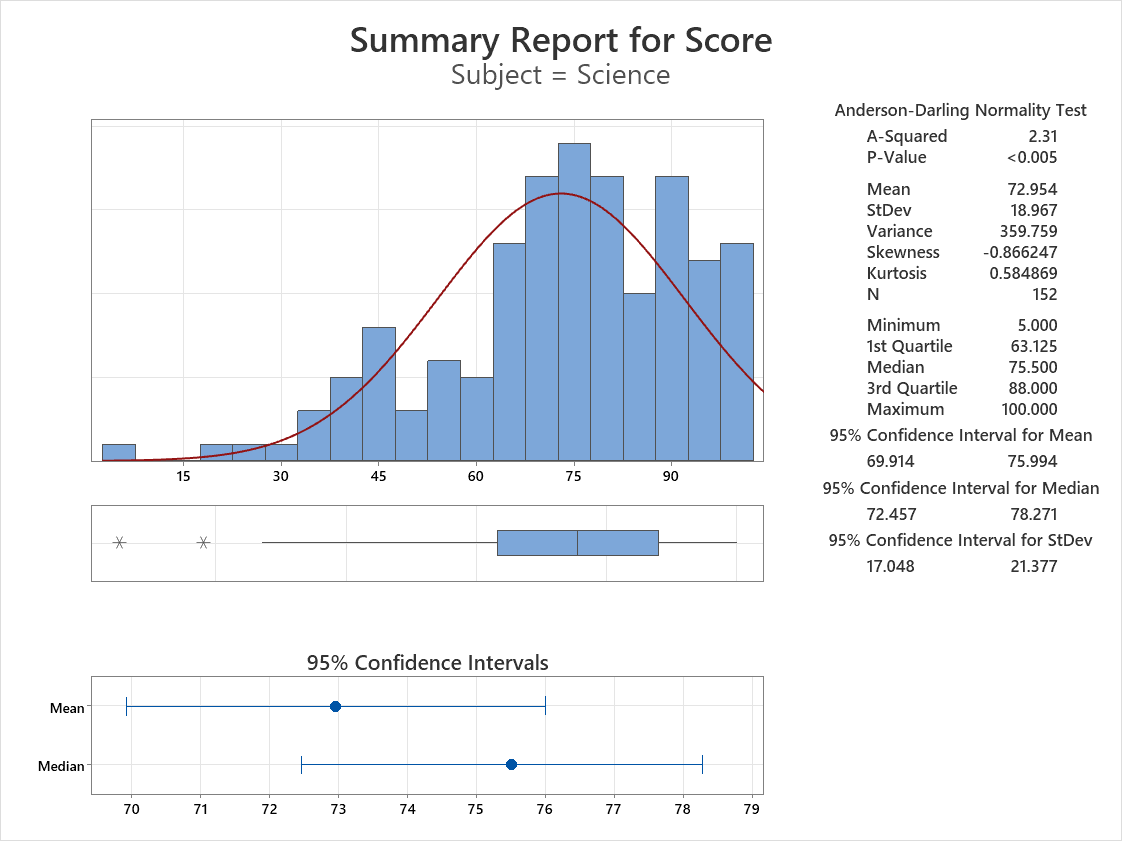 Summary Report for Score
Subject = Science
Anderson-Darling Normality Test
A-Squared 2.31
P-Value <0.005
Mean 72.954
StDev 18.967
Variance 359.759
Skewness -0.866247
Kurtosis 0.584869
N 152
Minimum 5.000
1st Quartile 63.125
Median 75.500
3rd Quartile 88.000
Maximum 100.000
95% Confidence Interval for Mean
69.914 75.994
95% Confidence Interval for Median
72.457 78.271
95% Confidence Interval for StDev
17.048 21.377
15 30 45 60 75 90
95% Confidence Intervals
Mean
Median
70 71 72 73 74 75 76 77 78 79